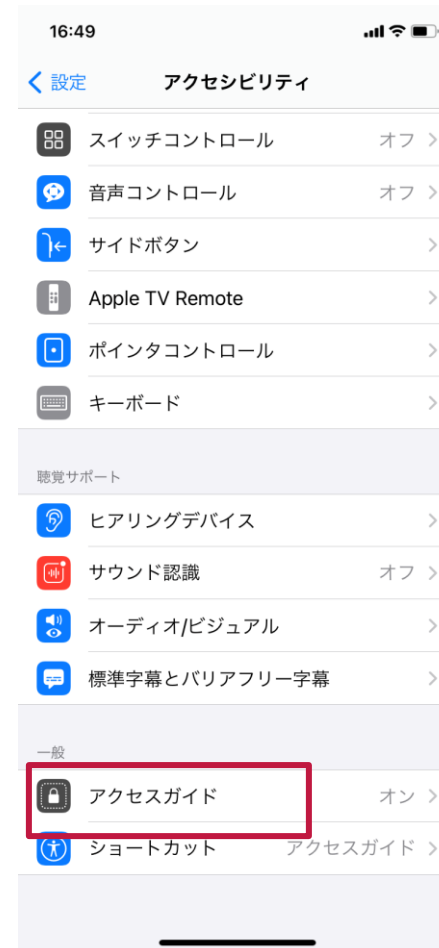 16:49
設定 アクセシビリティ
スイッチコントロール オフ
音声コントロール オフ
サイドボタン
Apple TV Remote
ポインタコントロール
キーボード
聴覚サポート
ヒアリングデバイス
サウンド認識 オフ
オーディオ/ビジュアル
標準字幕とバリアフリー字幕
一般
アクセスガイド オン
ショートカット アクセスガイド